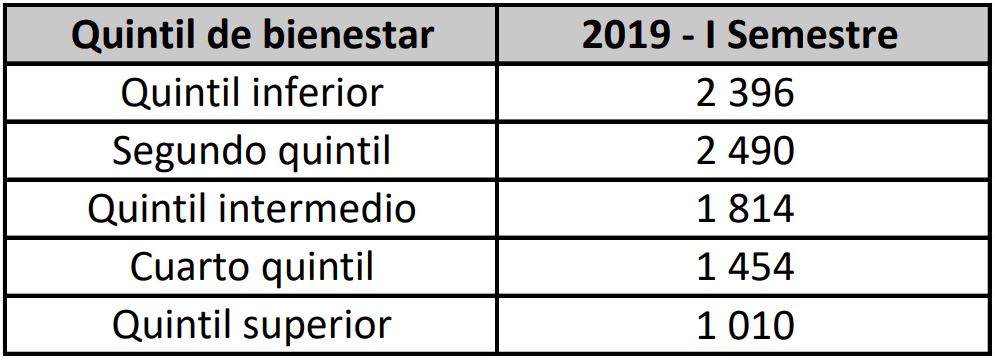 Quintil de bienestar 2019 - I Semestre
Quintil inferior 2 396
Segundo quintil 2 490
Quintil intermedio 1 814
Cuarto quintil 1 454
Quintil superior 1 010